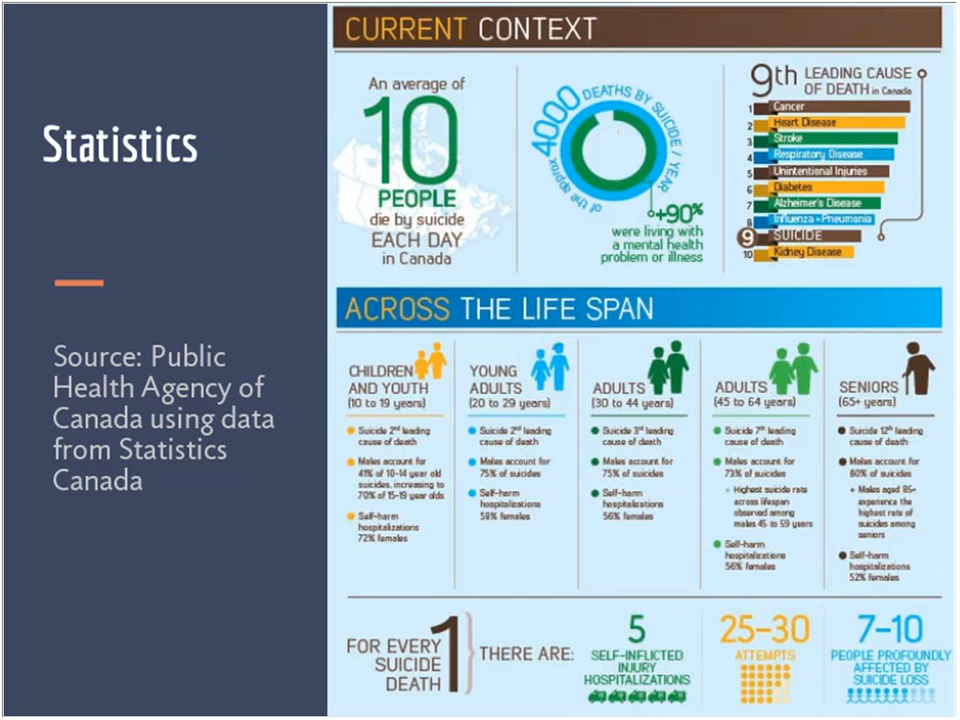 Statistics
Source: Public
Health Agency of
Canada using data
from Statistics
Canada
CURRENT CONTEXT
An average of
10
PEOPLE
die by suicide
EACH DAY
in Canada
of the approx. 4000 DEATHS BY SUICIDE / YEAR
+90%
were living with
a mental health
problem or illness
9th LEADING CAUSE
OF DEATH in Canada
1 Cancer
2 Heart Disease
3 Stroke
4 Respiratory Disease
5 Unintentional Injuries
6 Diabetes
7 Alzheimer's Disease
8 Influenza + Pneumonia
9 SUICIDE
10 Kidney Disease
ACROSS THE LIFE SPAN
CHILDREN
AND YOUTH
(10 to 19 years)
Suicide 2nd leading
cause of death
Males account for
41% of 10-14 year old
suicides, increasing to
70% of 15-19 year olds
Self-harm
hospitalizations
72% females
YOUNG
ADULTS
(20 to 29 years)
Suicide 2nd leading
cause of death
Males account for
75% of suicides
Self-harm
hospitalizations
58% females
ADULTS
(30 to 44 years)
Suicide 3rd leading
cause of death
Males account for
75% of suicides
Self-harm
hospitalizations
56% females
ADULTS
(45 to 64 years)
Suicide 7th leading
cause of death
Males account for
73% of suicides
Highest suicide rate
across lifespan
observed among
males 45 to 59 years
Self-harm
hospitalizations
56% females
SENIORS
(65+ years)
Suicide 12th leading
cause of death
Males account for
80% of suicides
Males aged 85+
experience the
highest rate of
suicides among
seniors
Self-harm
hospitalizations
52% females
FOR EVERY 1
SUICIDE
DEATH
THERE ARE:
5
SELF-INFLICTED
INJURY
HOSPITALIZATIONS
25-30
ATTEMPTS
7-10
PEOPLE PROFOUNDLY
AFFECTED BY
SUICIDE LOSS